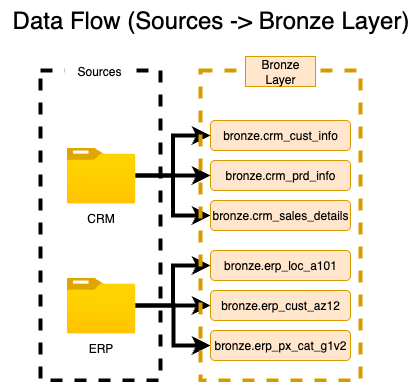 Data Flow (Sources -> Bronze Layer)
Sources
Bronze
Layer
CRM
bronze.crm_cust_info
bronze.crm_prd_info
bronze.crm_sales_details
ERP
bronze.erp_loc_a101
bronze.erp_cust_az12
bronze.erp_px_cat_g1v2